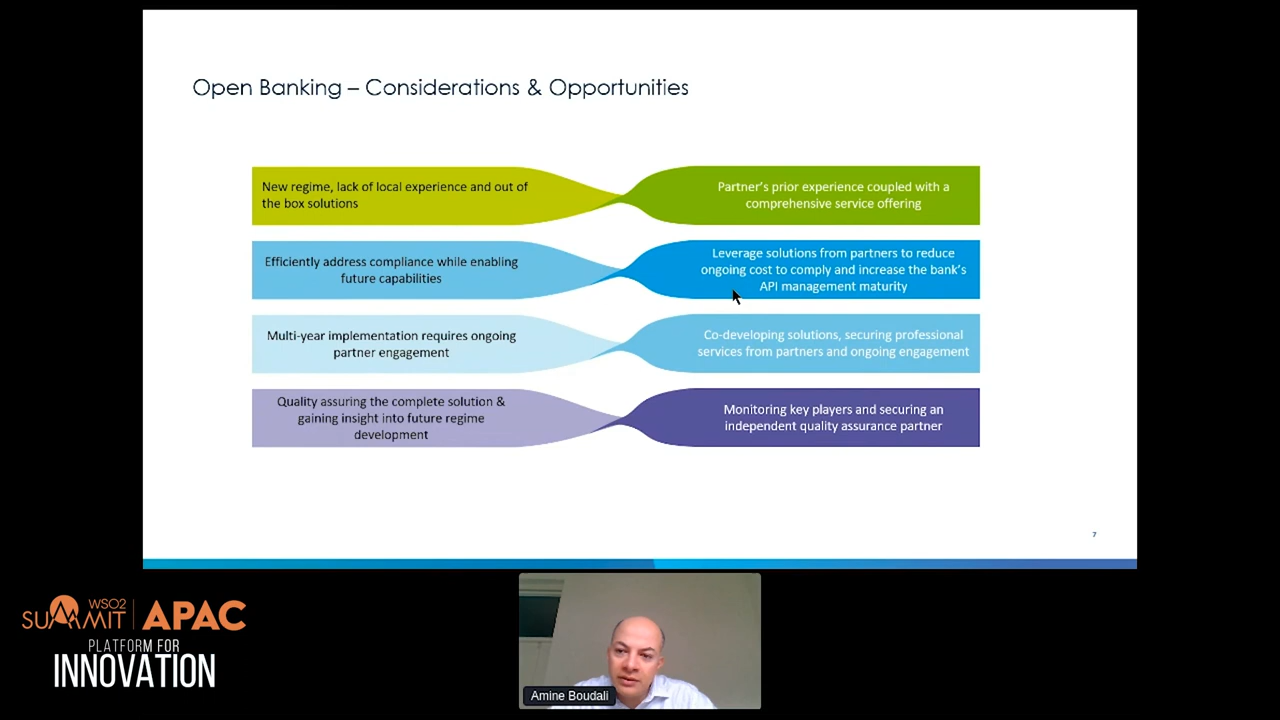 Open Banking – Considerations & Opportunities
New regime, lack of local experience and out of
the box solutions
Partner's prior experience coupled with a
comprehensive service offering
Efficiently address compliance while enabling
future capabilities
Leverage solutions from partners to reduce
ongoing cost to comply and increase the bank's
API management maturity
Multi-year implementation requires ongoing
partner engagement
Co-developing solutions, securing professional
services from partners and ongoing engagement
Quality assuring the complete solution &
gaining insight into future regime
development
Monitoring key players and securing an
independent quality assurance partner
7
WSO2
SUMMIT APAC
PLATFORM FOR
INNOVATION
Amine Boudali